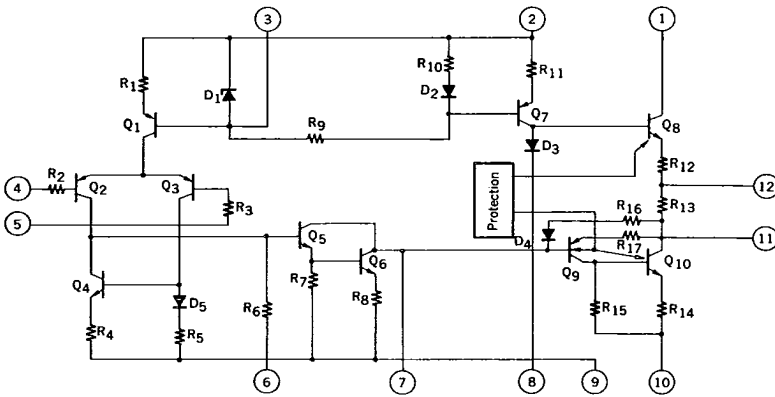 3 2 1
R1 D1 R10 D2 R11
Q1 R9 Q7 Q8
D3 R12
4 R2 Q2 Q3 Protection 12
R16 R13
5 R3 D4 R17 11
Q5 Q6 Q9 Q10
Q4 D5 R7 R8
R4 R5 R6 R15 R14
6 7 8 9 10